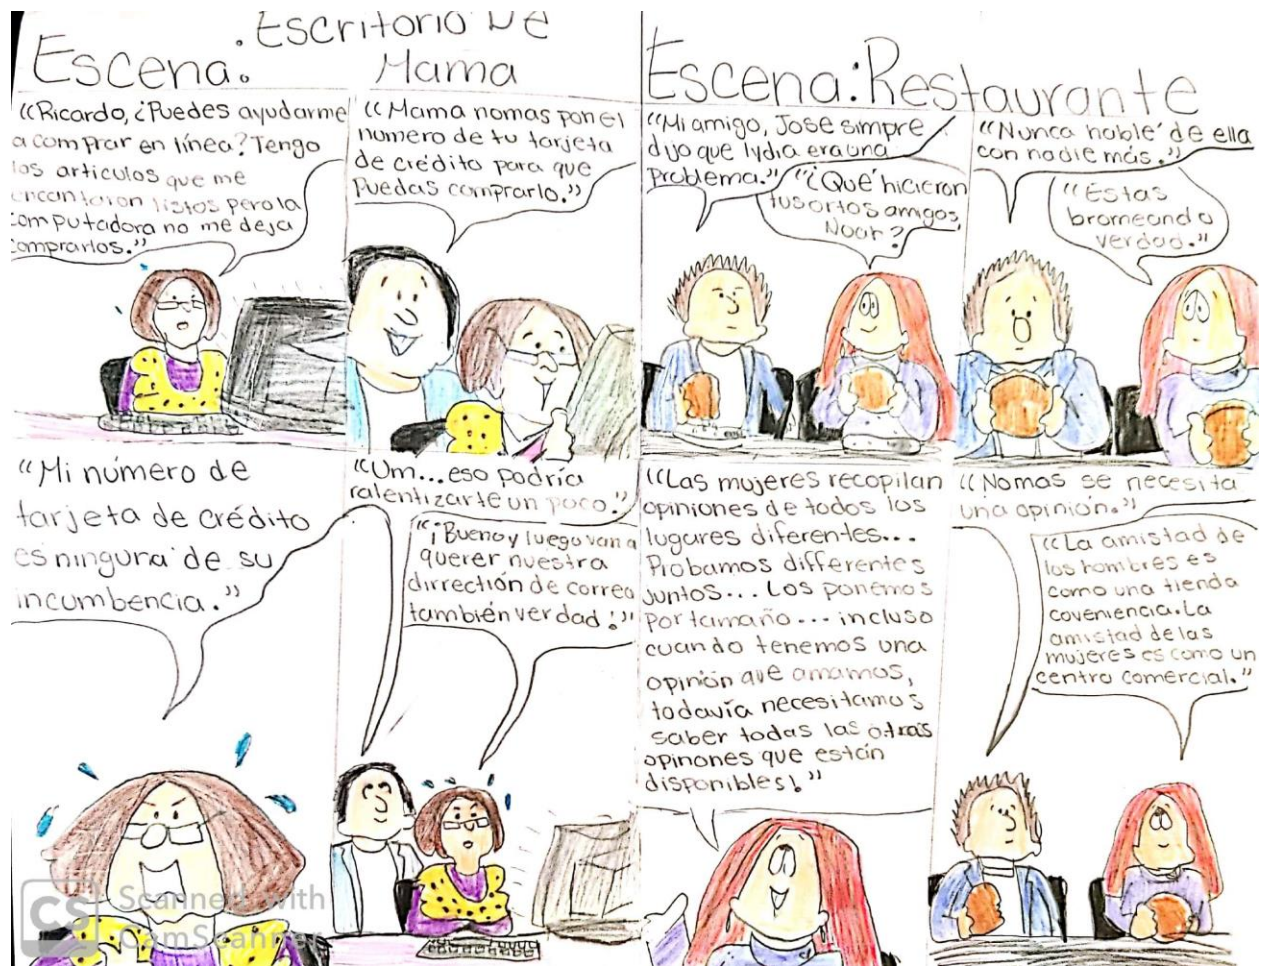 Escena. .Escritorio De
Mama
"Ricardo, ¿Puedes ayudarme
a comprar en línea? Tengo
los articulos que me
encantaron listos pero la
computadora no me deja
comprarlos."
"Mama nomas pon el
numero de tu tarjeta
de crédito para que
Puedas comprarlo."
"Mi número de
tarjeta de crédito
es ninguna de su
incumbencia."
"Um...eso podría
ralentizarte un poco."
"¡Bueno y luego van a
querer nuestra
dirrectión de correo
también verdad!"
Escena: Restaurante
"Mi amigo, Jose simpre
dijo que lydia era una
problema."
"¿Qué hicieron
tus ortos amigos,
Noar?
"Nunca hablé de ella
con nadie más."
"Estas
bromeando
verdad."
"Las mujeres recopilan
opiniones de todos los
lugares diferentes...
Probamos differentes
juntos... Los ponemos
por tamaño... incluso
cuando tenemos una
opinión que amamos,
todavía necesitamos
saber todas las otras
opinones que están
disponibles!"
"Nomas se necesita
una opinión."
"La amistad de
los hombres es
como una tienda
coveniencia. La
amistad de las
mujeres es como un
centro comercial."
CS Scanned with
CamScanner